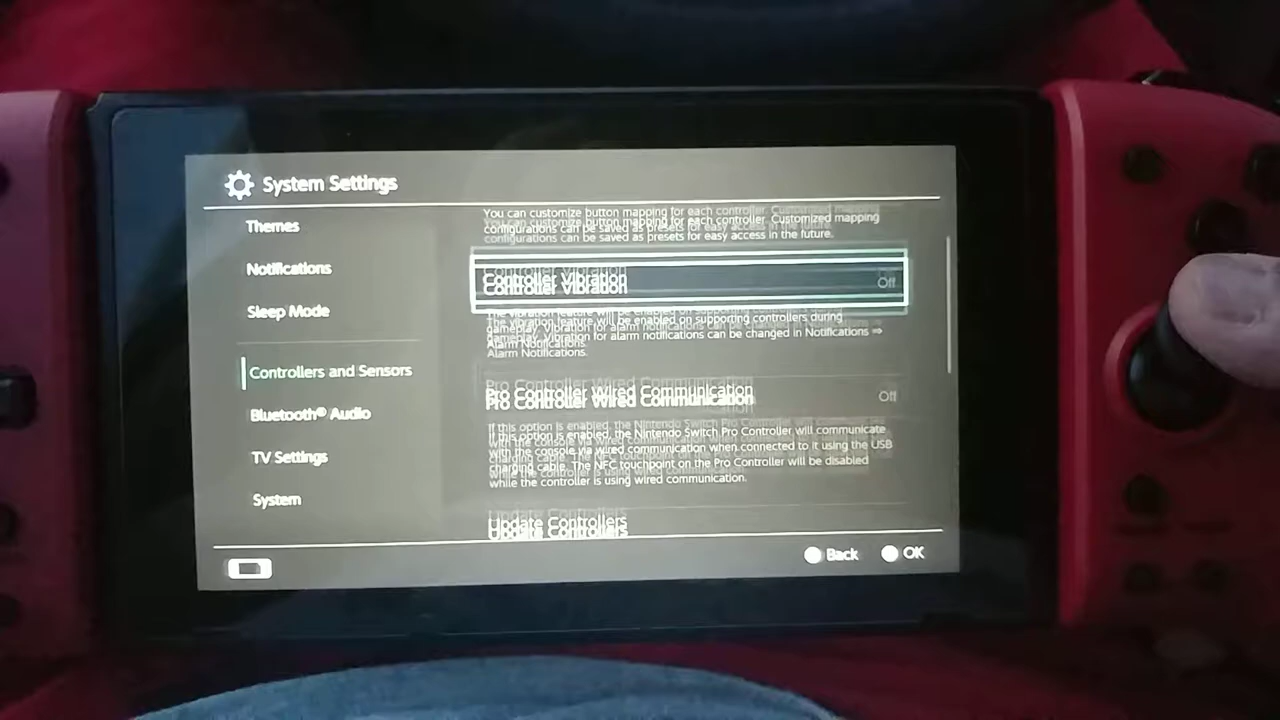 System Settings
Themes
Notifications
Sleep Mode
Controllers and Sensors
Bluetooth® Audio
TV Settings
System
You can customize button mapping for each controller. Customized mapping
configurations can be saved as presets for easy access in the future.
Controller Vibration
Off
The vibration feature will be enabled on supporting controllers during
gameplay. Vibration for alarm notifications can be changed in Notifications ⇒
Alarm Notifications.
Pro Controller Wired Communication
Off
If this option is enabled, the Nintendo Switch Pro Controller will communicate
with the console via wired communication when connected to it using the USB
charging cable. The NFC touchpoint on the Pro Controller will be disabled
while the controller is using wired communication.
Update Controllers
Back
OK